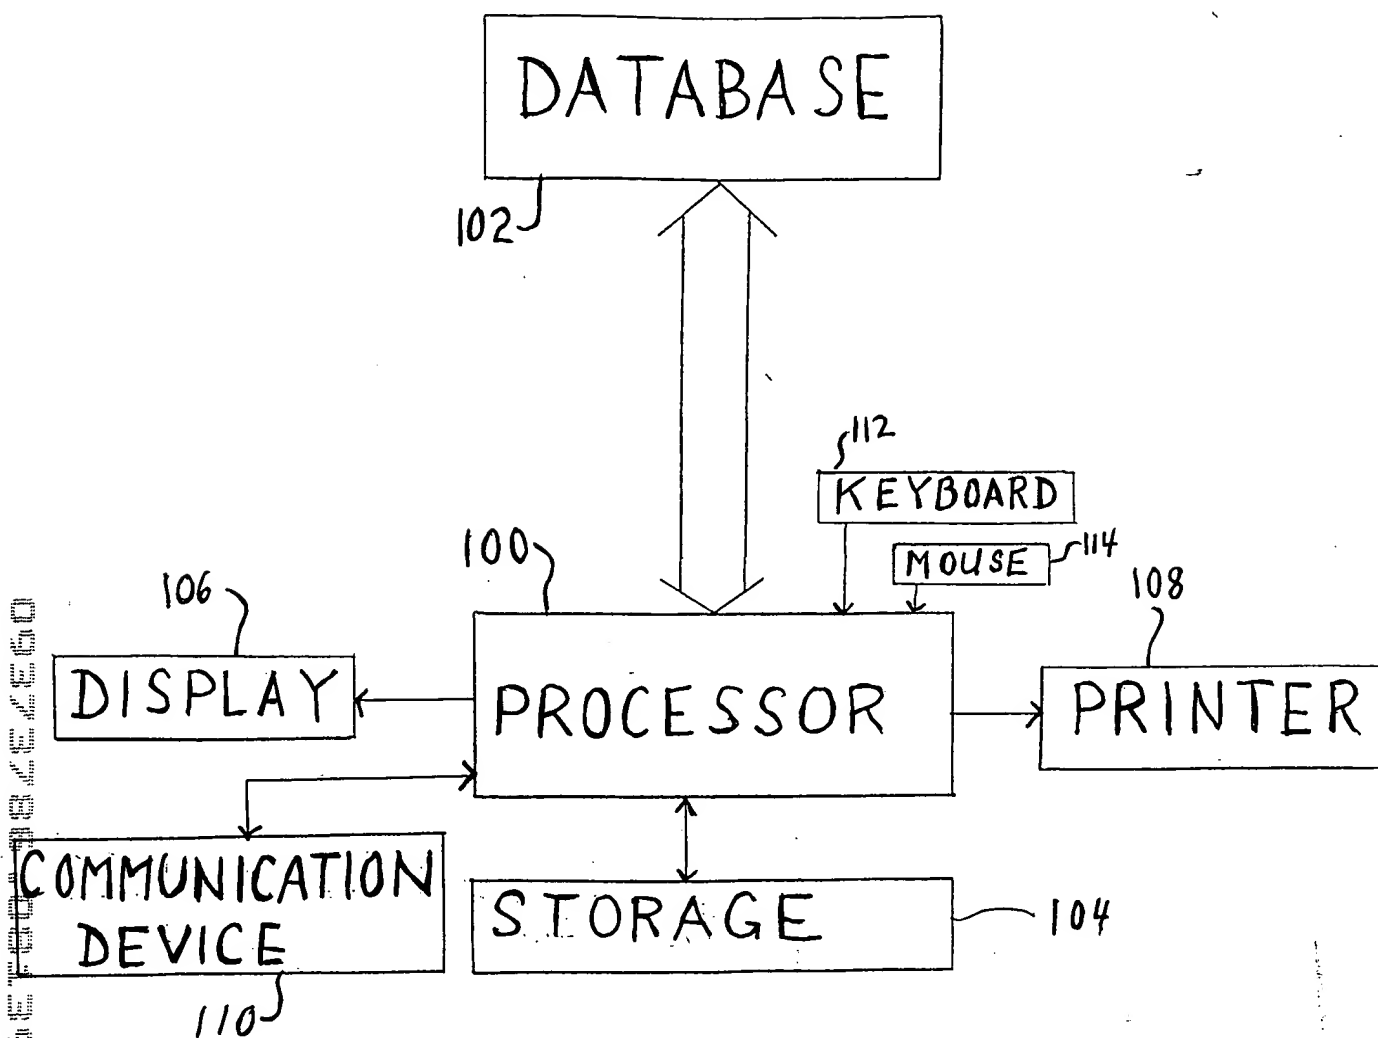 DATABASE
102
112
KEYBOARD
100
MOUSE
114
106
108
DISPLAY
PROCESSOR
PRINTER
COMMUNICATION
DEVICE
STORAGE
104
110